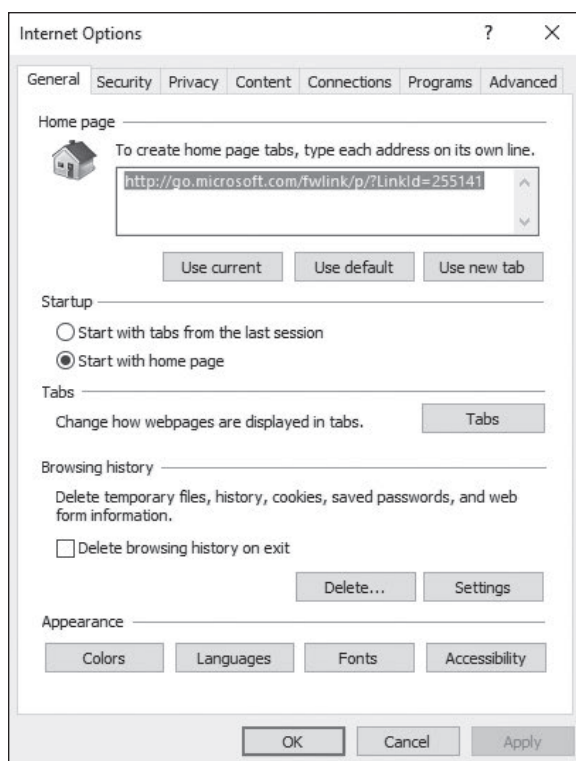 Internet Options ?
General Security Privacy Content Connections Programs Advanced
Home page
To create home page tabs, type each address on its own line.
http://go.microsoft.com/fwlink/p/?LinkId=255141
Use current Use default Use new tab
Startup
Start with tabs from the last session
Start with home page
Tabs
Change how webpages are displayed in tabs. Tabs
Browsing history
Delete temporary files, history, cookies, saved passwords, and web
form information.
Delete browsing history on exit
Delete... Settings
Appearance
Colors Languages Fonts Accessibility
OK Cancel Apply